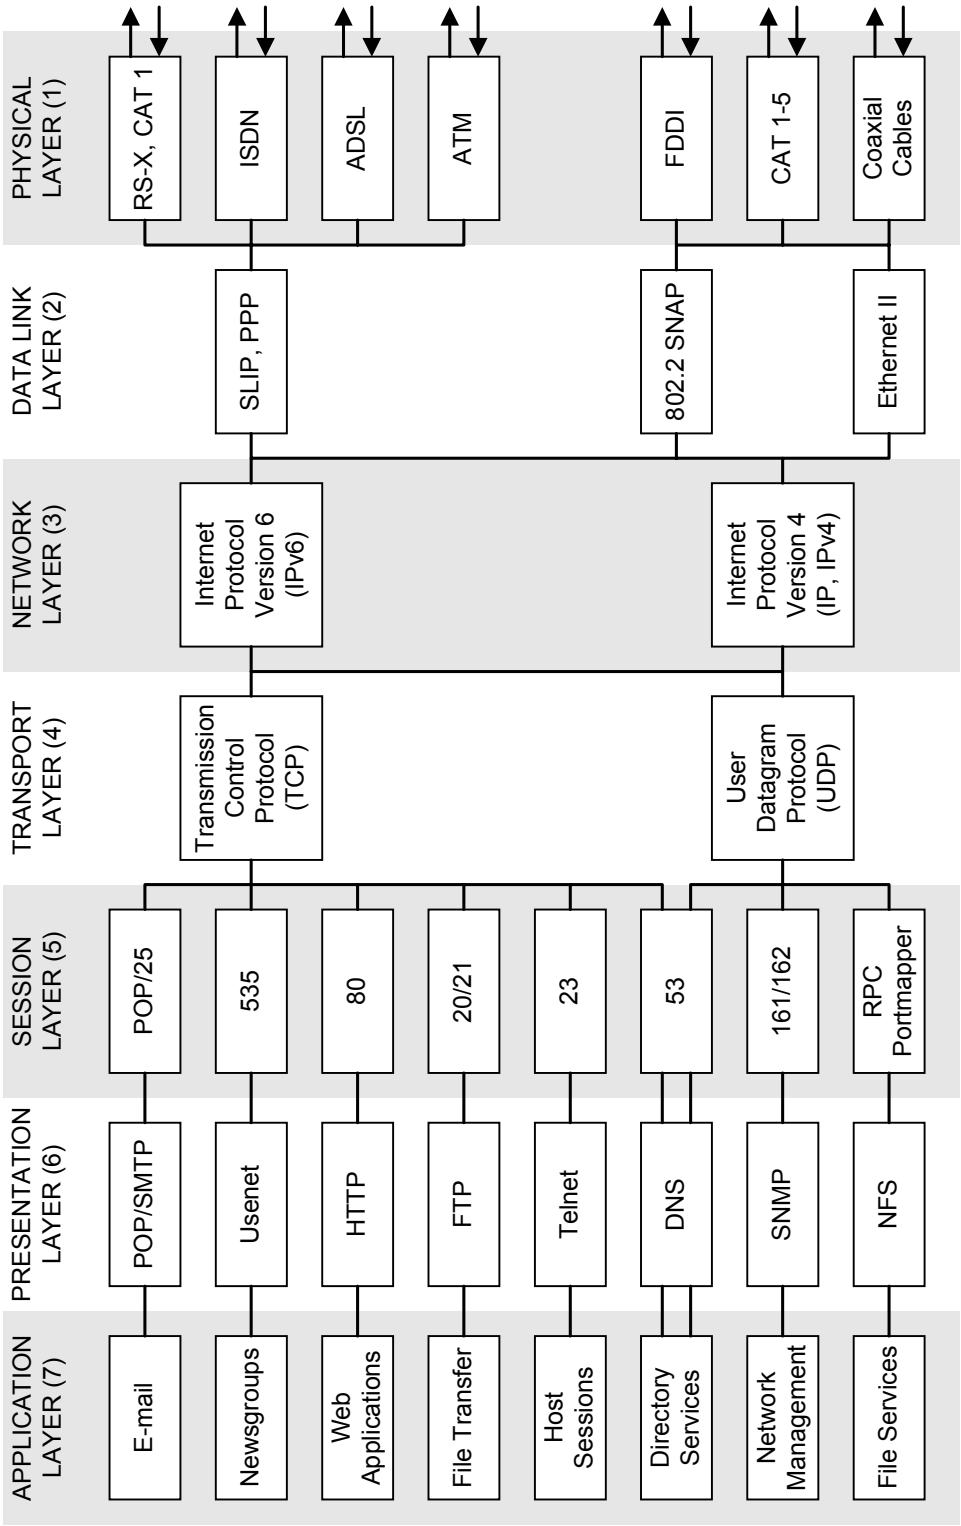 APPLICATION
LAYER (7)
PRESENTATION
LAYER (6)
SESSION
LAYER (5)
TRANSPORT
LAYER (4)
NETWORK
LAYER (3)
DATA LINK
LAYER (2)
PHYSICAL
LAYER (1)
E-mail
POP/SMTP
POP/25
Transmission
Control
Protocol
(TCP)
Internet
Protocol
Version 6
(IPv6)
SLIP, PPP
RS-X, CAT 1
Newsgroups
Usenet
535
ISDN
Web
Applications
HTTP
80
ADSL
File Transfer
FTP
20/21
ATM
Host
Sessions
Telnet
23
Directory
Services
DNS
53
User
Datagram
Protocol
(UDP)
Internet
Protocol
Version 4
(IP, IPv4)
802.2 SNAP
FDDI
Network
Management
SNMP
161/162
CAT 1-5
File Services
NFS
RPC
Portmapper
Ethernet II
Coaxial
Cables